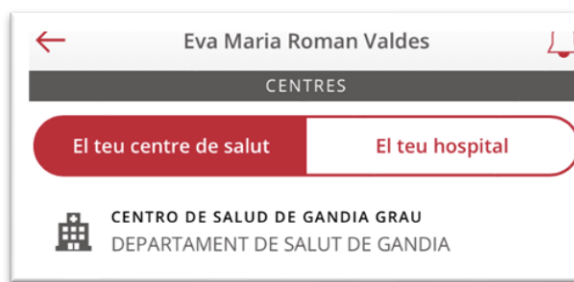 Eva Maria Roman Valdes
CENTRES
El teu centre de salut
El teu hospital
CENTRO DE SALUD DE GANDIA GRAU
DEPARTAMENT DE SALUT DE GANDIA